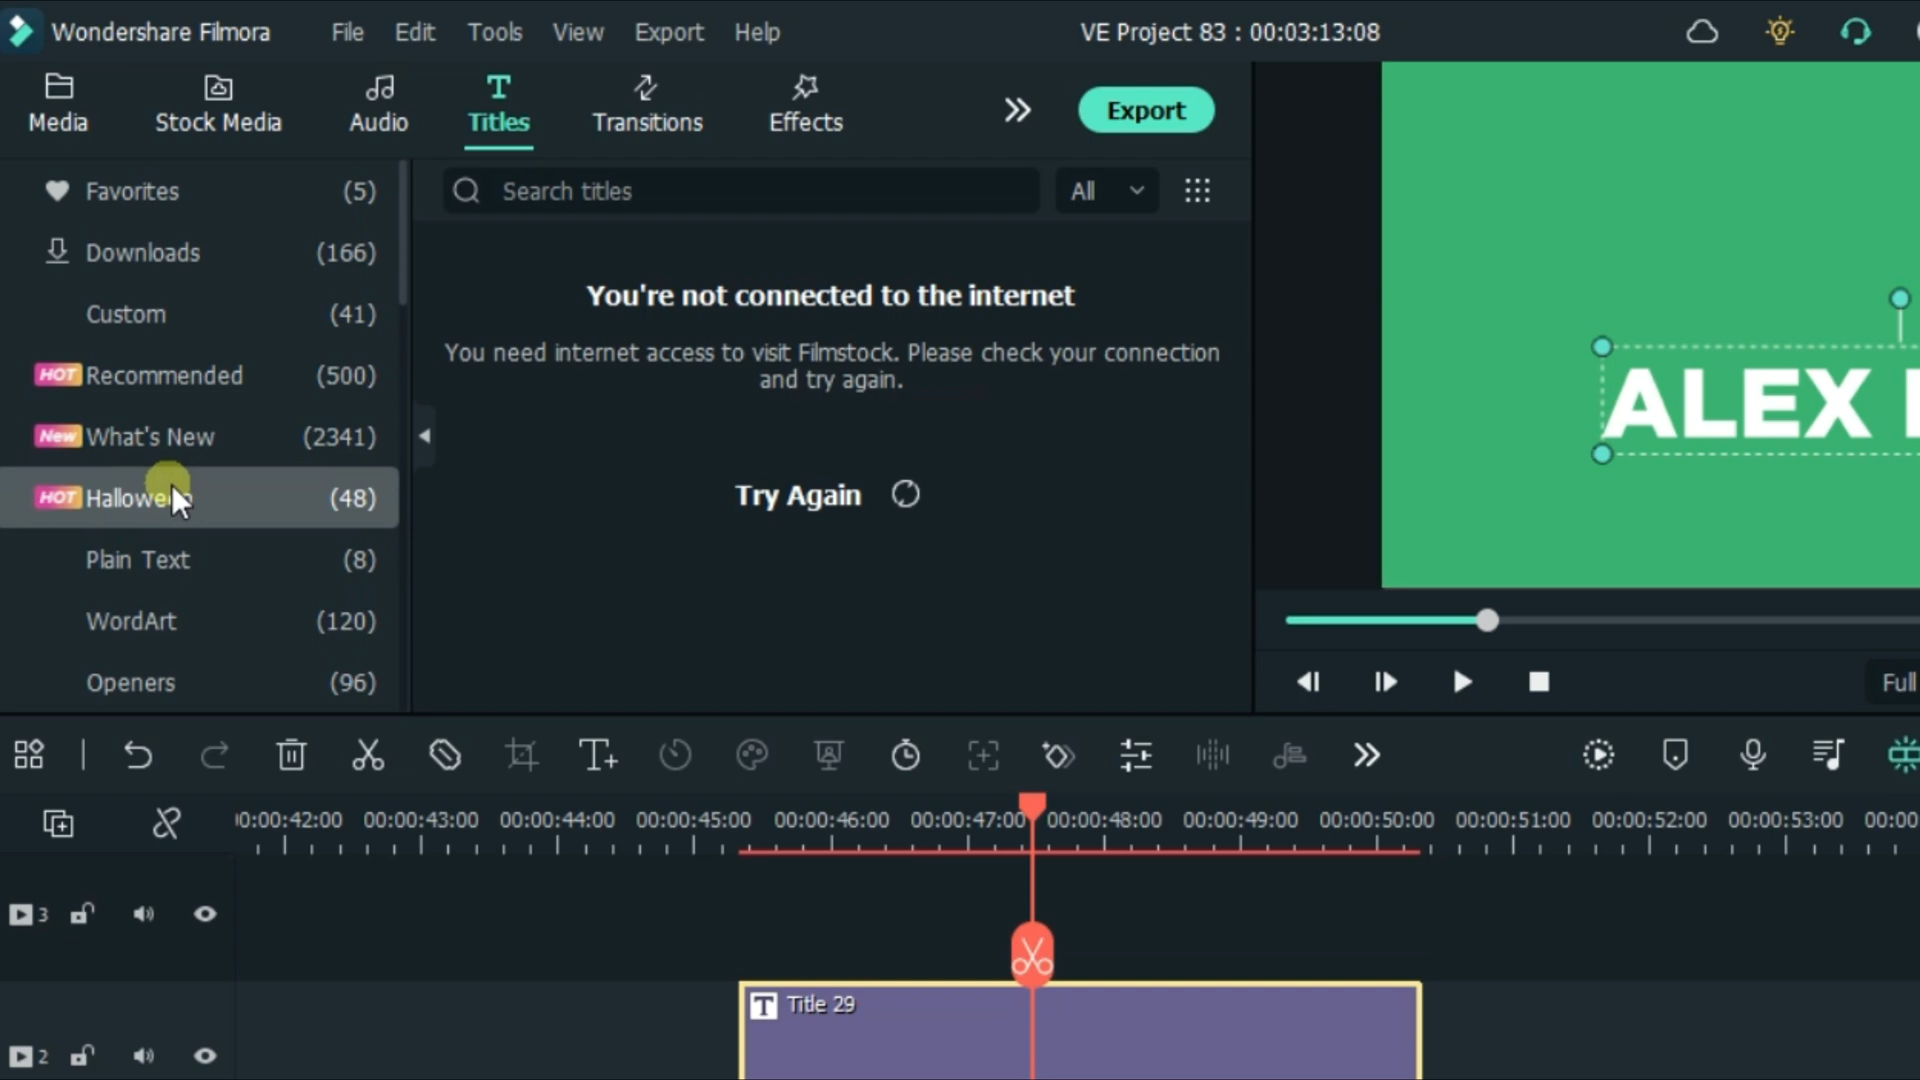 Wondershare Filmora File Edit Tools View Export Help VE Project 83 : 00:03:13:08
Media Stock Media Audio Titles Transitions Effects Export
Favorites (5)
Search titles All
Downloads (166)
Custom (41)
HOT Recommended (500)
New What's New (2341)
HOT Halloween (48)
Plain Text (8)
WordArt (120)
Openers (96)
You're not connected to the internet
You need internet access to visit Filmstock. Please check your connection
and try again.
Try Again
ALEX
Full
00:00:43:00 00:00:44:00 00:00:45:00 00:00:46:00 00:00:47:00 00:00:48:00 00:00:49:00 00:00:50:00 00:00:51:00 00:00:52:00 00:00:53:00
3
T Title 29
2